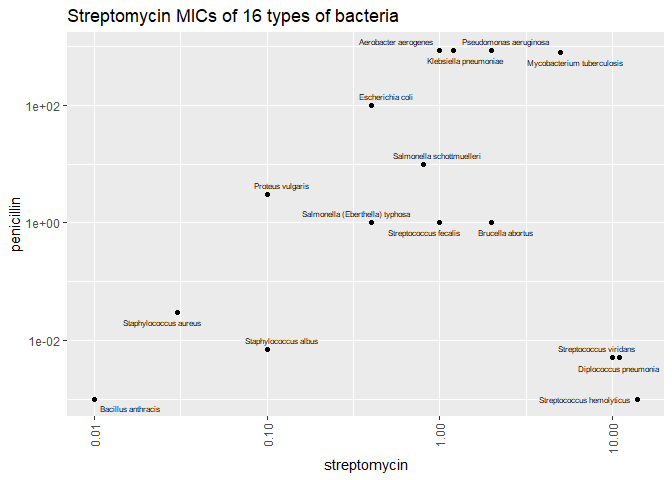 Streptomycin MICs of 16 types of bacteria
Aerobacter aerogenes
Pseudomonas aeruginosa
Klebsiella pneumoniae
Mycobacterium tuberculosis
1e+02
Escherichia coli
Salmonella schottmuelleri
Proteus vulgaris
Salmonella (Eberthella) typhosa
1e+00
Streptococcus fecalis
Brucella abortus
penicillin
Staphylococcus aureus
1e-02
Staphylococcus albus
Streptococcus viridans
Diplococcus pneumonia
Streptococcus hemolyticus
Bacillus anthracis
0.01
0.10
1.00
10.00
streptomycin